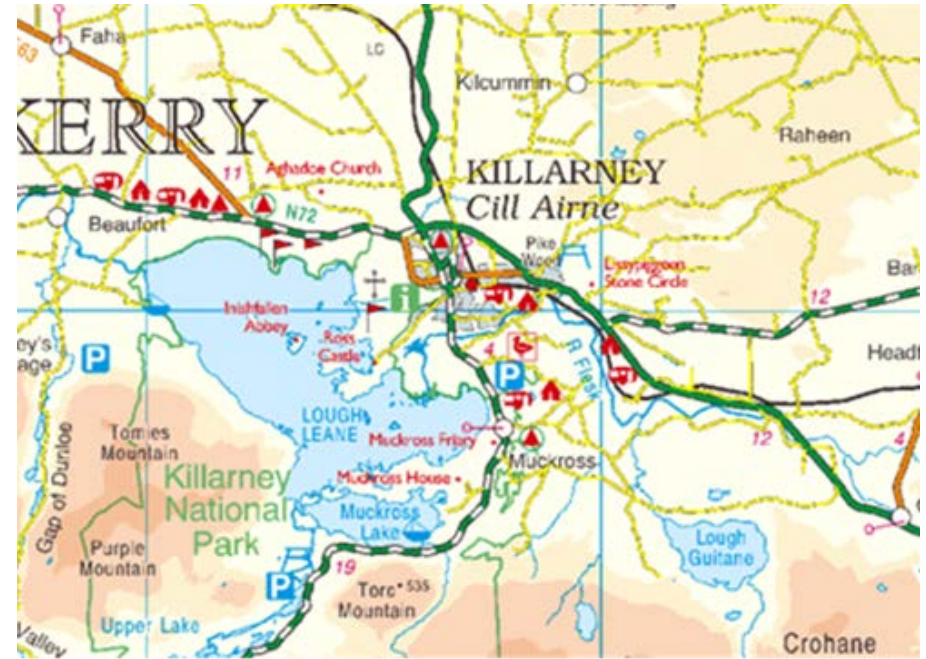 Faha
63
LC
Kilcummin
KERRY
Raheen
11
Aghadoe Church
KILLARNEY
Cill Airne
N72
Beaufort
Pike
Wood
Stone Circle
Bar
12
Inisfallen
Abbey
Ross
Castle
ey's
age
P
4
R Flesk
Headf
P
LOUGH
LEANE
Tomies
Mountain
Gap of Dunloe
Muckross Friary
12
4
Muckross
Killarney
National
Park
Muckross House
Muckross
Lake
Lough
Guitane
Purple
Mountain
19
P
Torc 535
Mountain
Upper Lake
Valley
Crohane